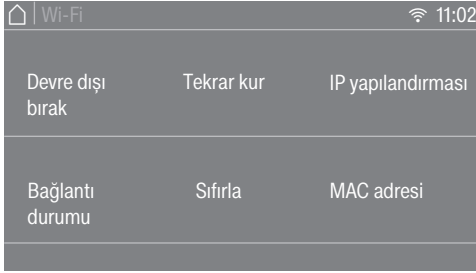 Wi-Fi
11:02
Devre dışı
bırak
Tekrar kur
IP yapılandırması
Bağlantı
durumu
Sıfırla
MAC adresi